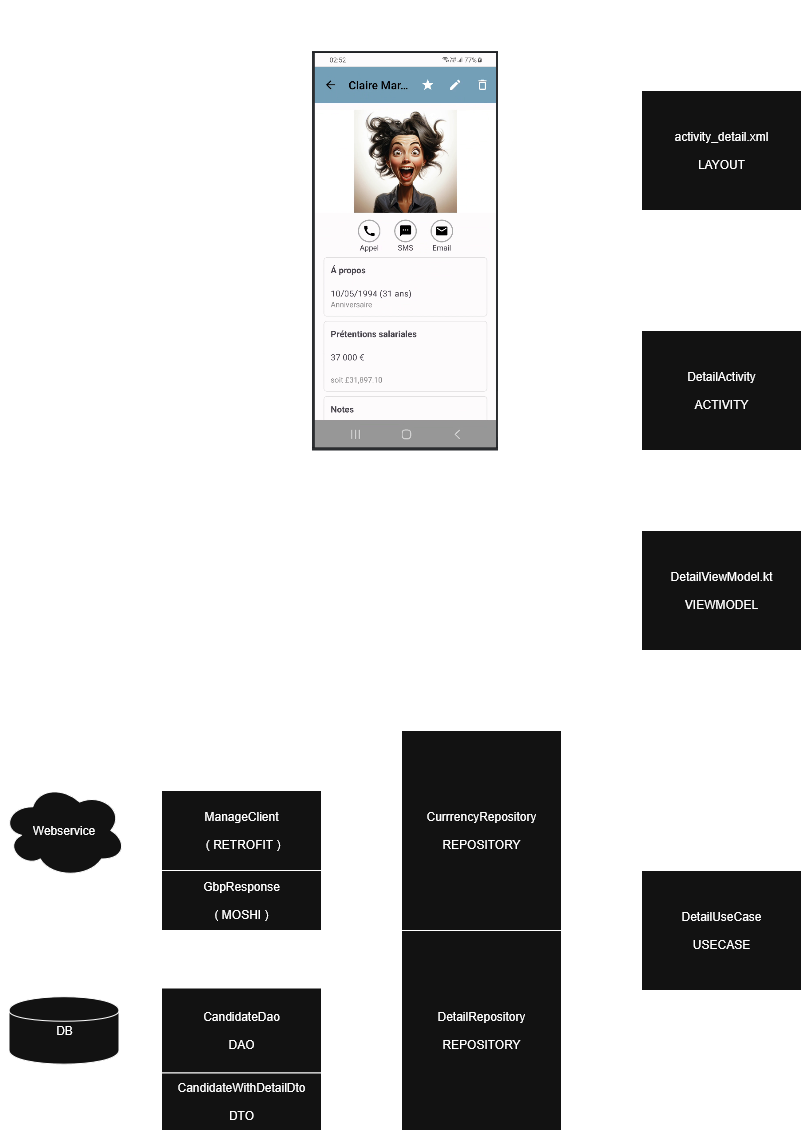 02:52
77%
Claire Mar...
Appel
SMS
Email
Á propos
10/05/1994 (31 ans)
Anniversaire
Prétentions salariales
37 000 €
soit £31,897.10
Notes
activity_detail.xml
LAYOUT
DetailActivity
ACTIVITY
DetailViewModel.kt
VIEWMODEL
Webservice
ManageClient
( RETROFIT )
GbpResponse
( MOSHI )
CurrrencyRepository
REPOSITORY
DetailUseCase
USECASE
DB
CandidateDao
DAO
CandidateWithDetailDto
DTO
DetailRepository
REPOSITORY